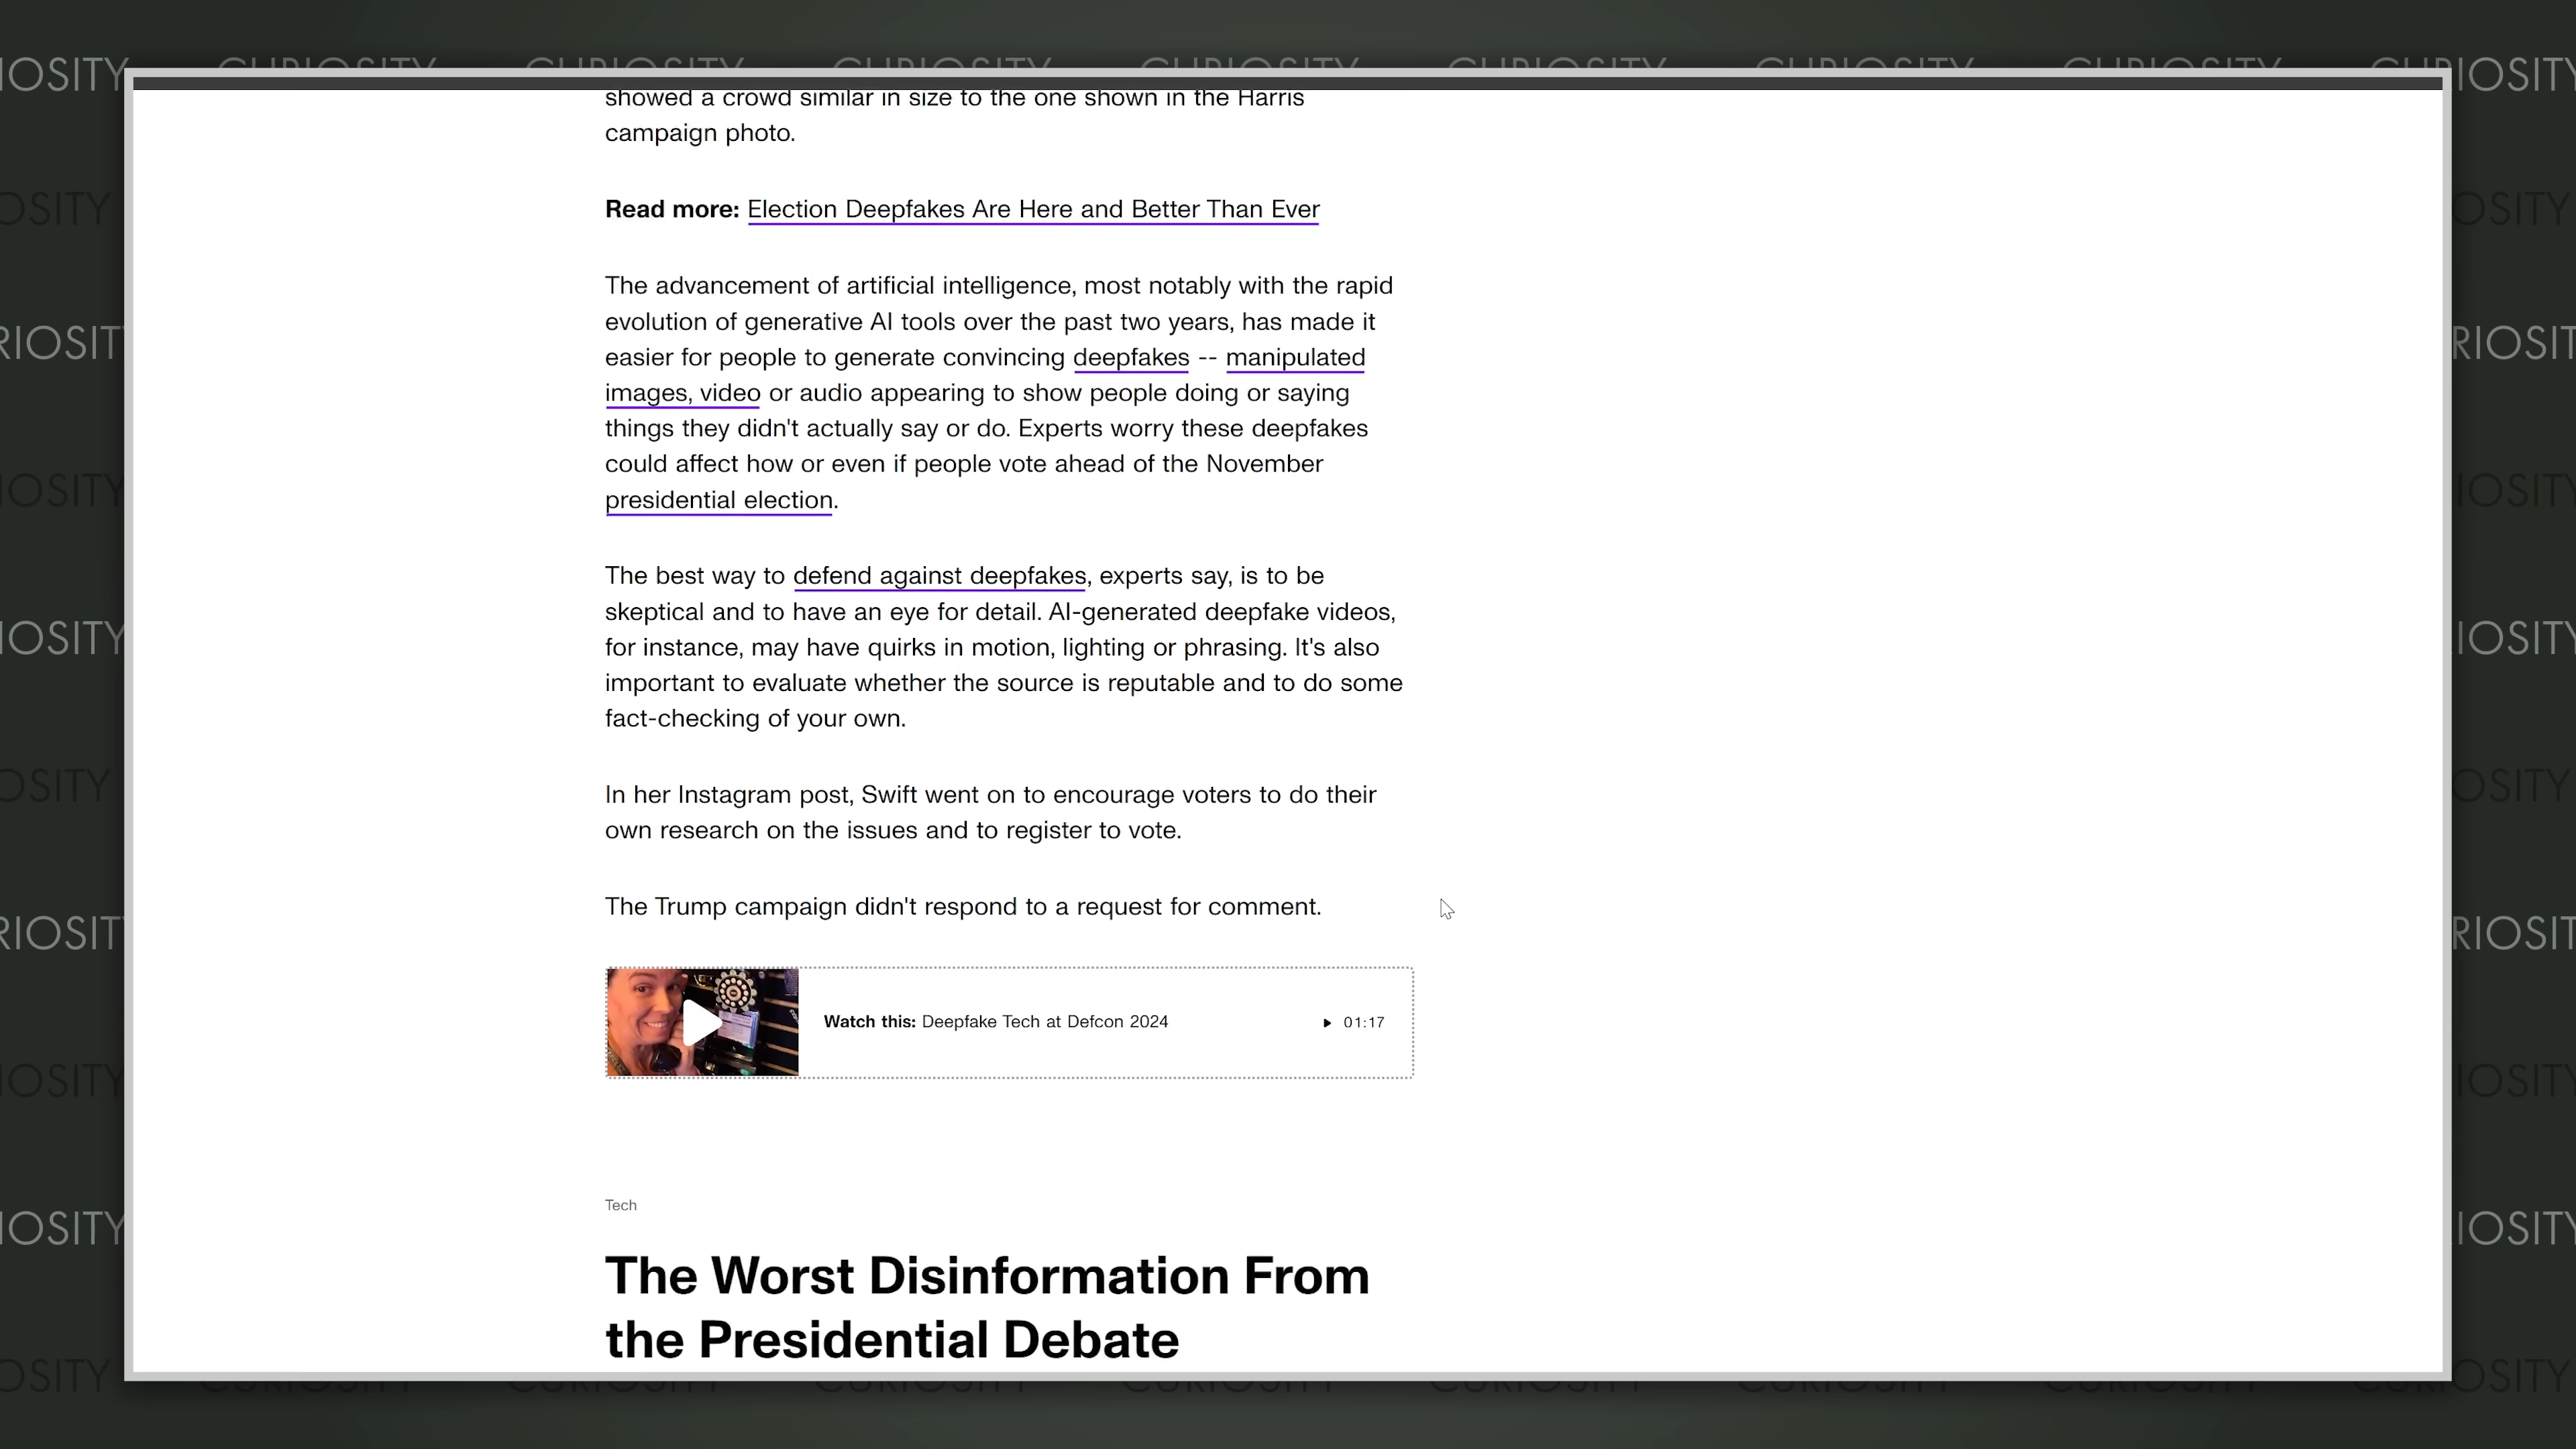 CURIOSITY CURIOSITY CURIOSITY CURIOSITY CURIOSITY CURIOSITY CURIOSITY
showed a crowd similar in size to the one shown in the Harris
campaign photo.
Read more: Election Deepfakes Are Here and Better Than Ever
The advancement of artificial intelligence, most notably with the rapid
evolution of generative AI tools over the past two years, has made it
easier for people to generate convincing deepfakes -- manipulated
images, video or audio appearing to show people doing or saying
things they didn't actually say or do. Experts worry these deepfakes
could affect how or even if people vote ahead of the November
presidential election.
The best way to defend against deepfakes, experts say, is to be
skeptical and to have an eye for detail. AI-generated deepfake videos,
for instance, may have quirks in motion, lighting or phrasing. It's also
important to evaluate whether the source is reputable and to do some
fact-checking of your own.
In her Instagram post, Swift went on to encourage voters to do their
own research on the issues and to register to vote.
The Trump campaign didn't respond to a request for comment.
Watch this: Deepfake Tech at Defcon 2024 01:17
Tech
The Worst Disinformation From
the Presidential Debate